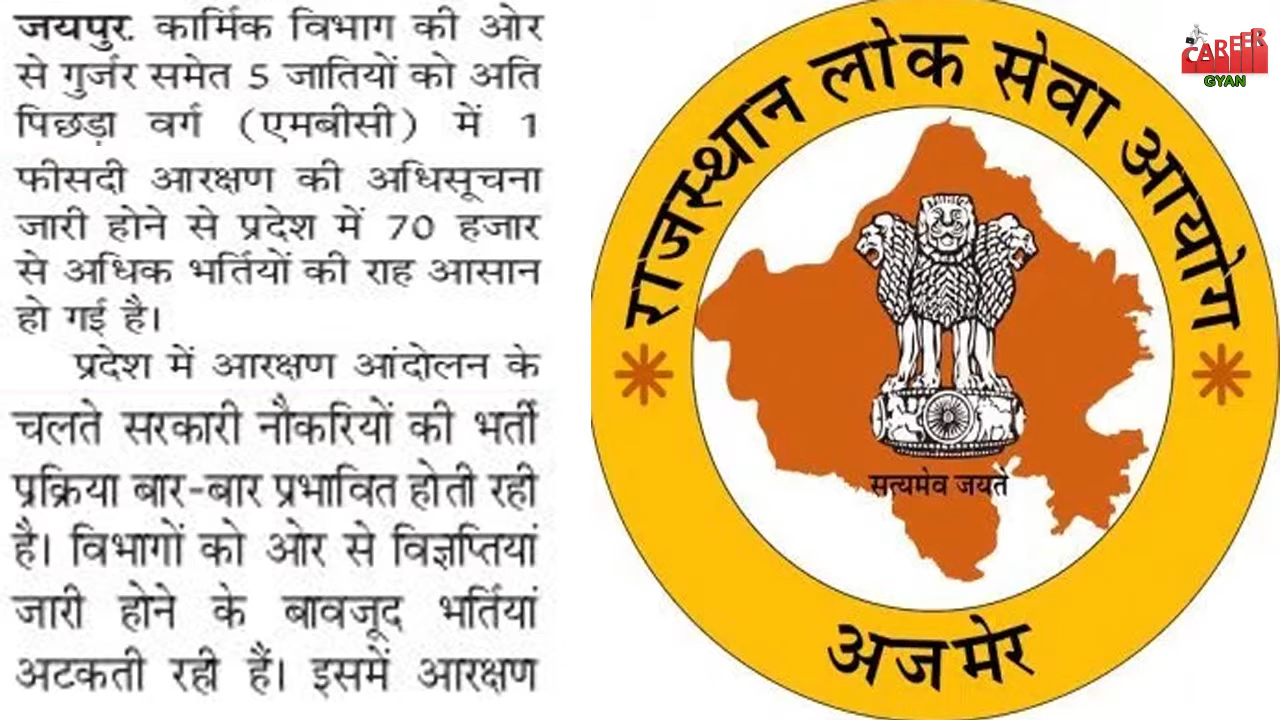 जयपुर. कार्मिक विभाग की ओर
से गुर्जर समेत 5 जातियों को अति
पिछड़ा वर्ग (एमबीसी) में 1
फीसदी आरक्षण की अधिसूचना
जारी होने से प्रदेश में 70 हजार
से अधिक भर्तियों की राह आसान
हो गई है।
प्रदेश में आरक्षण आंदोलन के
चलते सरकारी नौकरियों की भर्ती
प्रक्रिया बार-बार प्रभावित होती रही
है। विभागों को ओर से विज्ञप्तियां
जारी होने के बावजूद भर्तियां
अटकती रही हैं। इसमें आरक्षण
राजस्थान लोक सेवा आयोग
सत्यमेव जयते
अजमेर
CAREER
GYAN